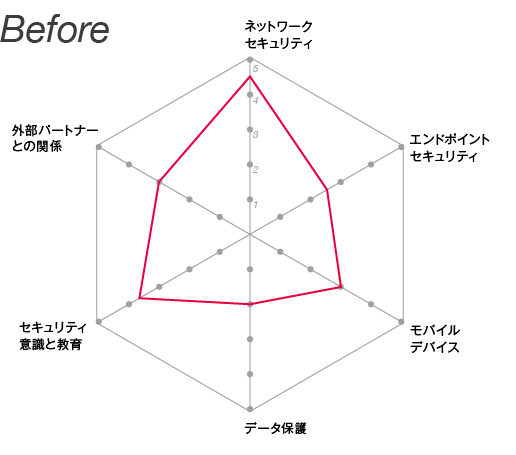 Before
ネットワーク
セキュリティ
5
4
3
2
1
エンドポイント
セキュリティ
モバイル
デバイス
データ保護
セキュリティ
意識と教育
外部パートナー
との関係